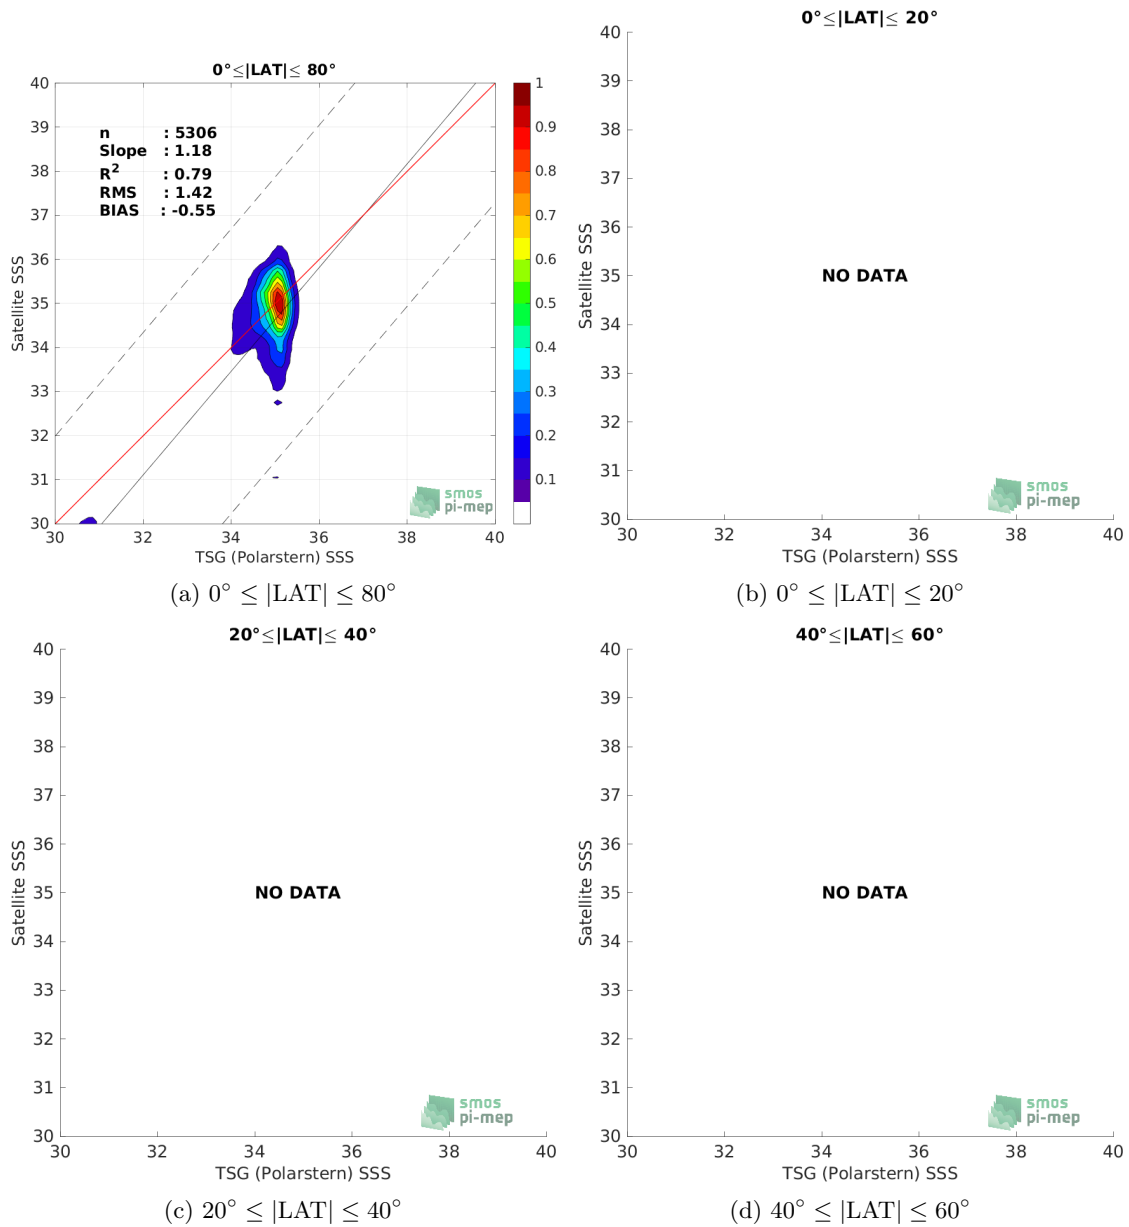 0°≤|LAT|≤ 80°
40
39
38
37
36
35
34
33
32
31
30
Satellite SSS
n : 5306
Slope : 1.18
R² : 0.79
RMS : 1.42
BIAS : -0.55
smos
pi-mep
30 32 34 36 38 40
TSG (Polarstern) SSS
1
0.9
0.8
0.7
0.6
0.5
0.4
0.3
0.2
0.1
(a) 0° ≤ |LAT| ≤ 80°
0°≤|LAT|≤ 20°
40
39
38
37
36
35
34
33
32
31
30
Satellite SSS
NO DATA
smos
pi-mep
30 32 34 36 38 40
TSG (Polarstern) SSS
(b) 0° ≤ |LAT| ≤ 20°
20°≤|LAT|≤ 40°
40
39
38
37
36
35
34
33
32
31
30
Satellite SSS
NO DATA
smos
pi-mep
30 32 34 36 38 40
TSG (Polarstern) SSS
(c) 20° ≤ |LAT| ≤ 40°
40°≤|LAT|≤ 60°
40
39
38
37
36
35
34
33
32
31
30
Satellite SSS
NO DATA
smos
pi-mep
30 32 34 36 38 40
TSG (Polarstern) SSS
(d) 40° ≤ |LAT| ≤ 60°